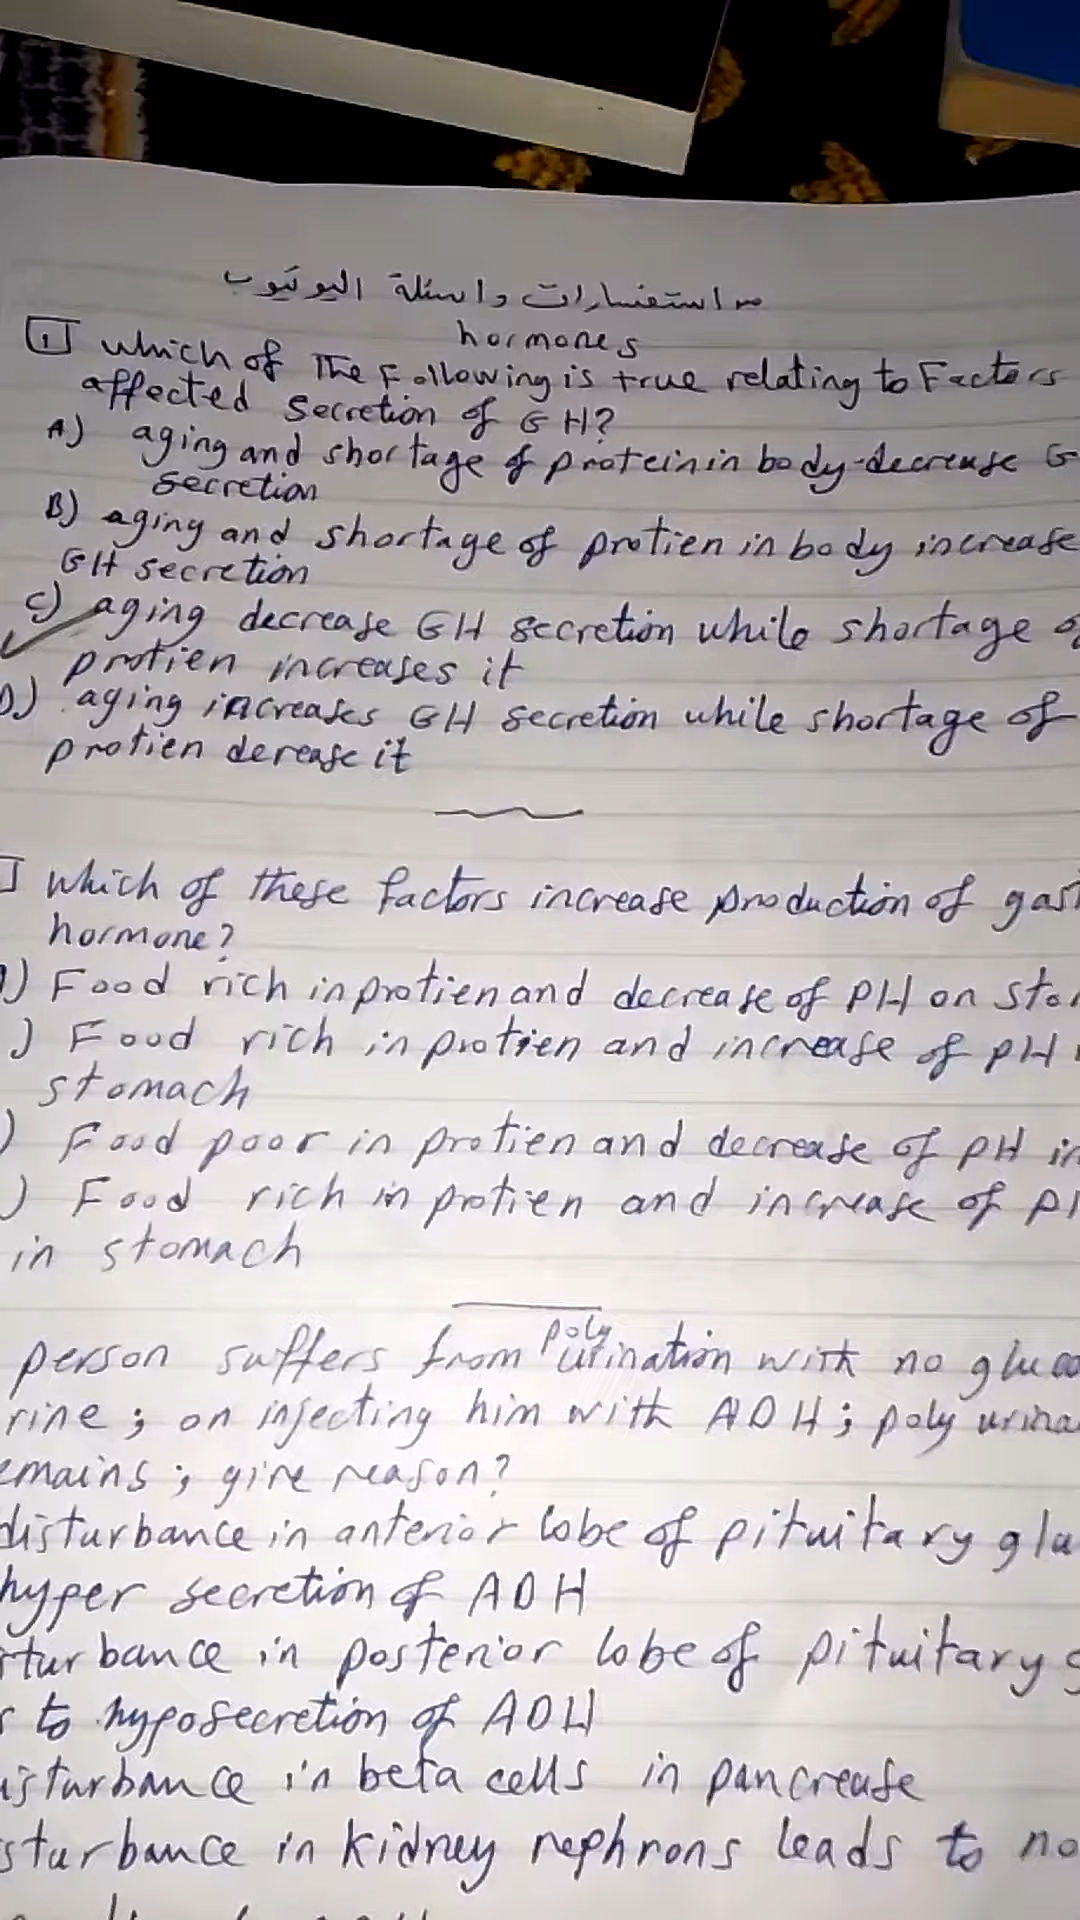 استفسارات واسئلة اليوتيوب
hormones
1 which of The Following is true relating to Factors
affected secretion of GH?
A) aging and shortage of protein in body decrease G
secretion
B) aging and shortage of protien in body increase
GH secretion
C) aging decrease GH secretion while shortage of
protien increases it
D) aging increases GH secretion while shortage of
protien derease it
which of these factors increase production of gast
hormone?
) Food rich in protien and decrease of PH on sto
) Food rich in protien and increase of pH
stomach
) Food poor in protien and decrease of pH in
) Food rich in protien and increase of p
in stomach
person suffers from poly urination with no gluco
rine; on injecting him with ADH; poly urina
emains; give reason?
disturbance in anterior lobe of pituitary gla
hyper secretion of ADH
turbance in posterior lobe of pituitary g
s to hyposecretion of ADH
isturbance in beta cells in pancrease
sturbance in kidney nephrons leads to no